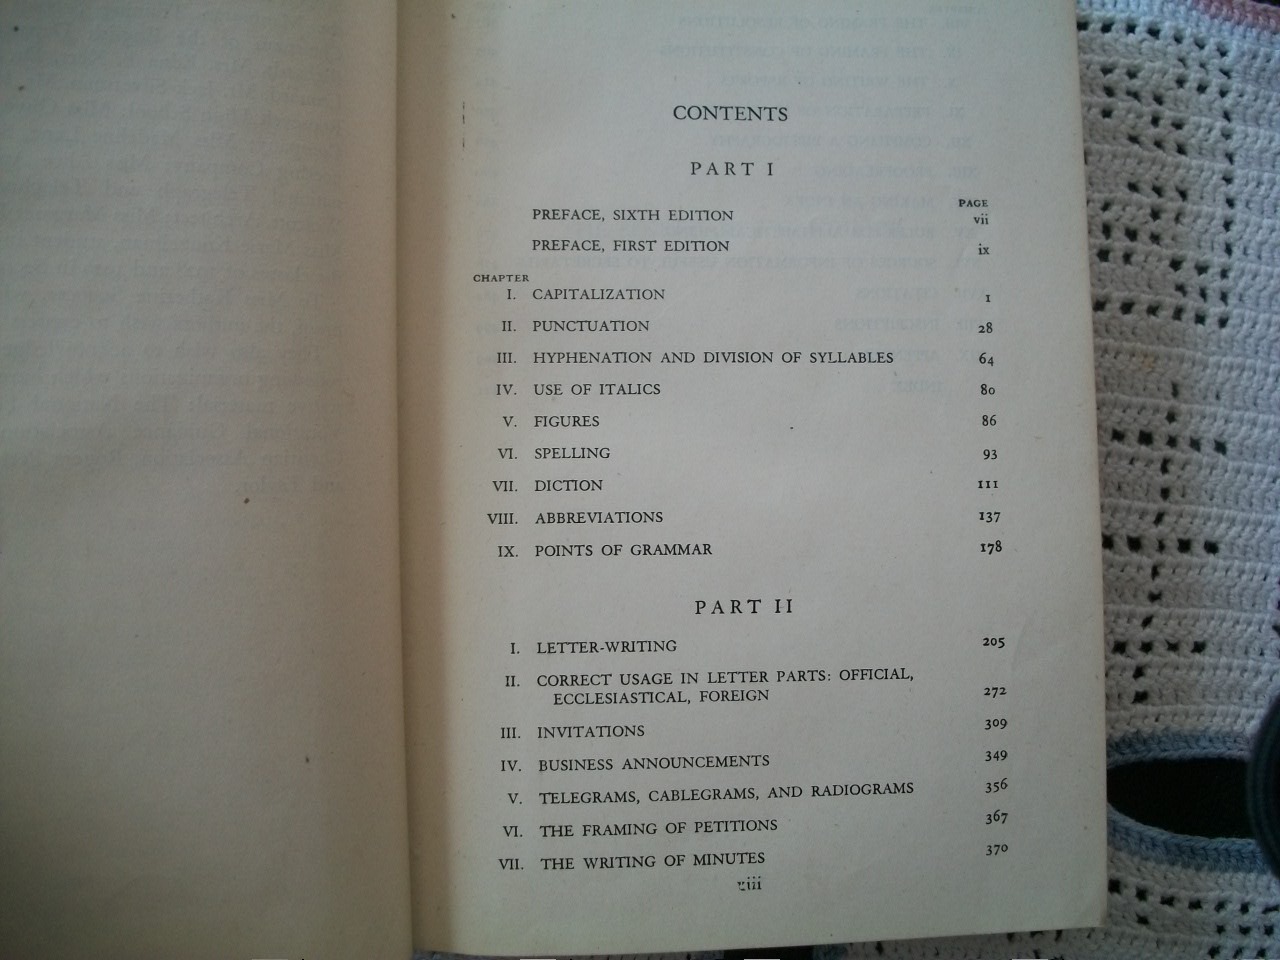 CONTENTS
PART I
PAGE
PREFACE, SIXTH EDITION vii
PREFACE, FIRST EDITION ix
CHAPTER
I. CAPITALIZATION 1
II. PUNCTUATION 28
III. HYPHENATION AND DIVISION OF SYLLABLES 64
IV. USE OF ITALICS 80
V. FIGURES 86
VI. SPELLING 93
VII. DICTION 111
VIII. ABBREVIATIONS 137
IX. POINTS OF GRAMMAR 178
PART II
I. LETTER-WRITING 205
II. CORRECT USAGE IN LETTER PARTS: OFFICIAL,
ECCLESIASTICAL, FOREIGN 272
III. INVITATIONS 309
IV. BUSINESS ANNOUNCEMENTS 349
V. TELEGRAMS, CABLEGRAMS, AND RADIOGRAMS 356
VI. THE FRAMING OF PETITIONS 367
VII. THE WRITING OF MINUTES 370
xiii